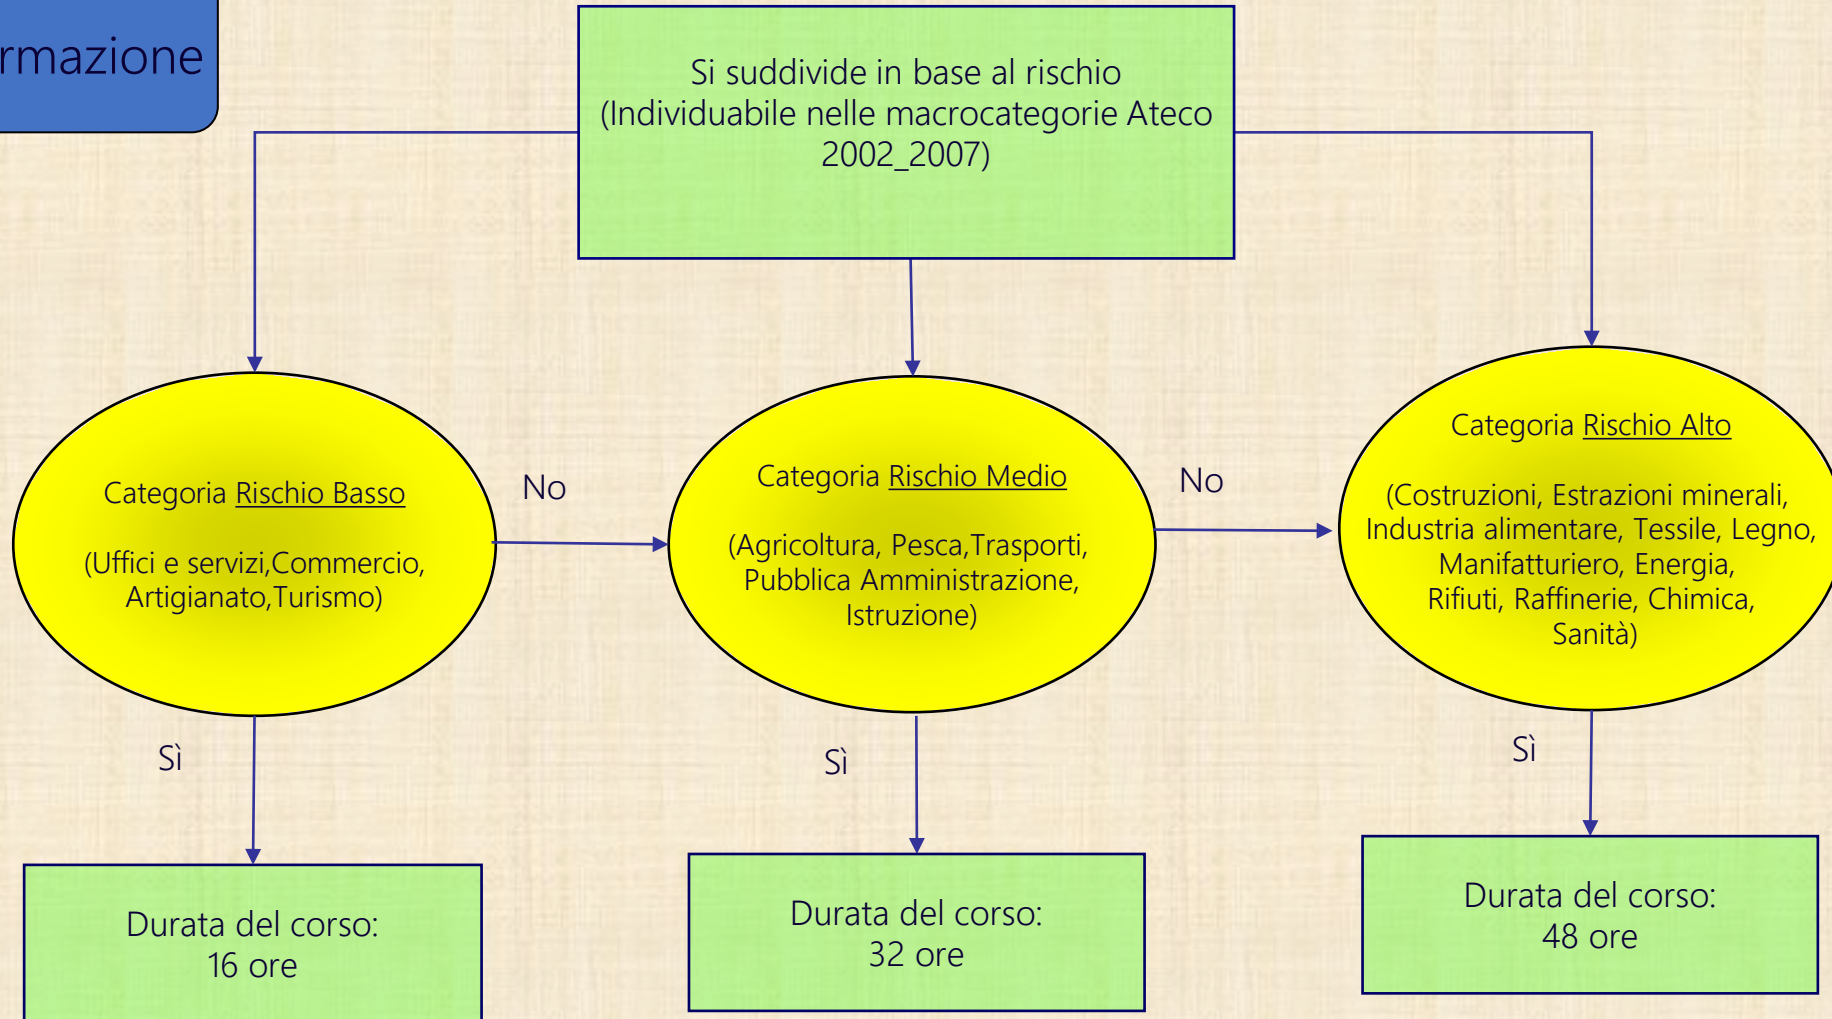 rmazione
Si suddivide in base al rischio
(Individuabile nelle macrocategorie Ateco
2002_2007)
Categoria Rischio Basso
(Uffici e servizi,Commercio,
Artigianato,Turismo)
No
Categoria Rischio Medio
(Agricoltura, Pesca,Trasporti,
Pubblica Amministrazione,
Istruzione)
No
Categoria Rischio Alto
(Costruzioni, Estrazioni minerali,
Industria alimentare, Tessile, Legno,
Manifatturiero, Energia,
Rifiuti, Raffinerie, Chimica,
Sanità)
Sì
Sì
Sì
Durata del corso:
16 ore
Durata del corso:
32 ore
Durata del corso:
48 ore